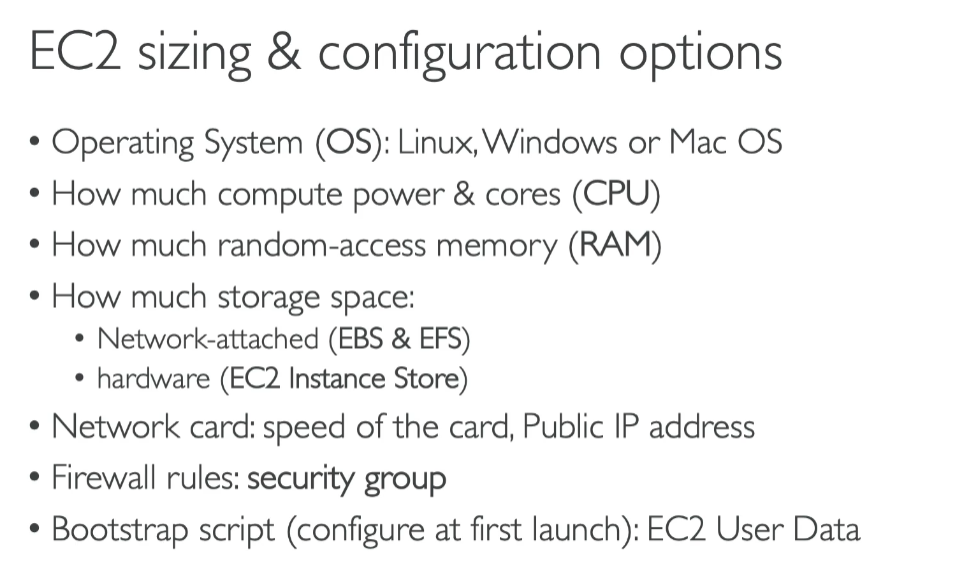 EC2 sizing & configuration options
• Operating System (OS): Linux, Windows or Mac OS
• How much compute power & cores (CPU)
• How much random-access memory (RAM)
• How much storage space:
• Network-attached (EBS & EFS)
• hardware (EC2 Instance Store)
• Network card: speed of the card, Public IP address
• Firewall rules: security group
• Bootstrap script (configure at first launch): EC2 User Data